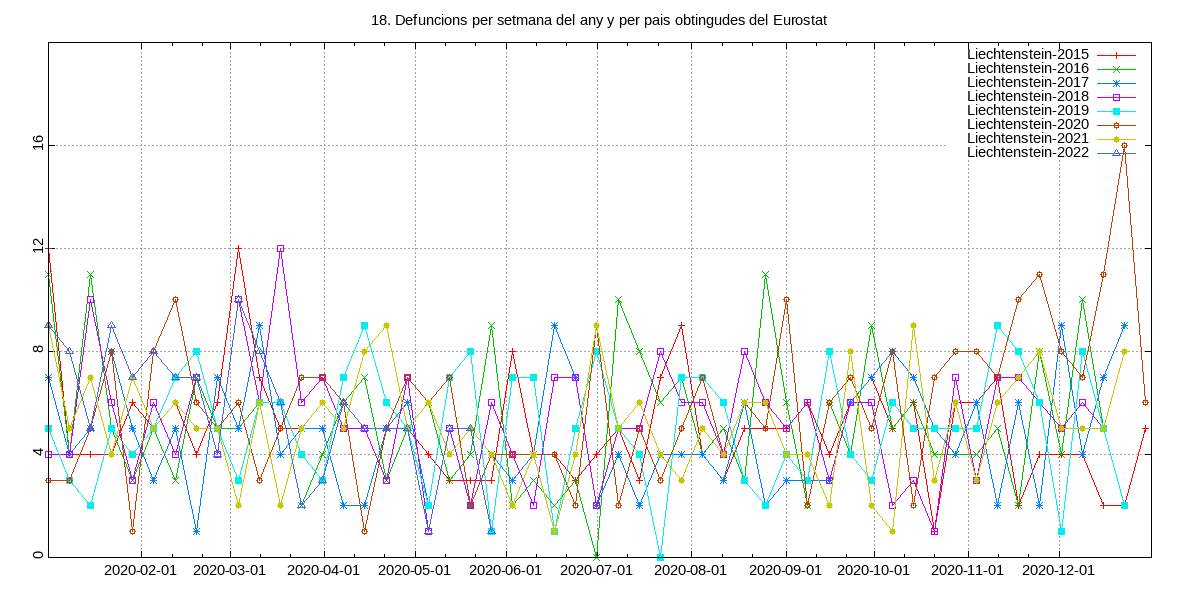 18. Defuncions per setmana del any y per pais obtingudes del Eurostat
Liechtenstein-2015
Liechtenstein-2016
Liechtenstein-2017
Liechtenstein-2018
Liechtenstein-2019
Liechtenstein-2020
Liechtenstein-2021
Liechtenstein-2022
16
12
8
4
0
2020-02-01 2020-03-01 2020-04-01 2020-05-01 2020-06-01 2020-07-01 2020-08-01 2020-09-01 2020-10-01 2020-11-01 2020-12-01